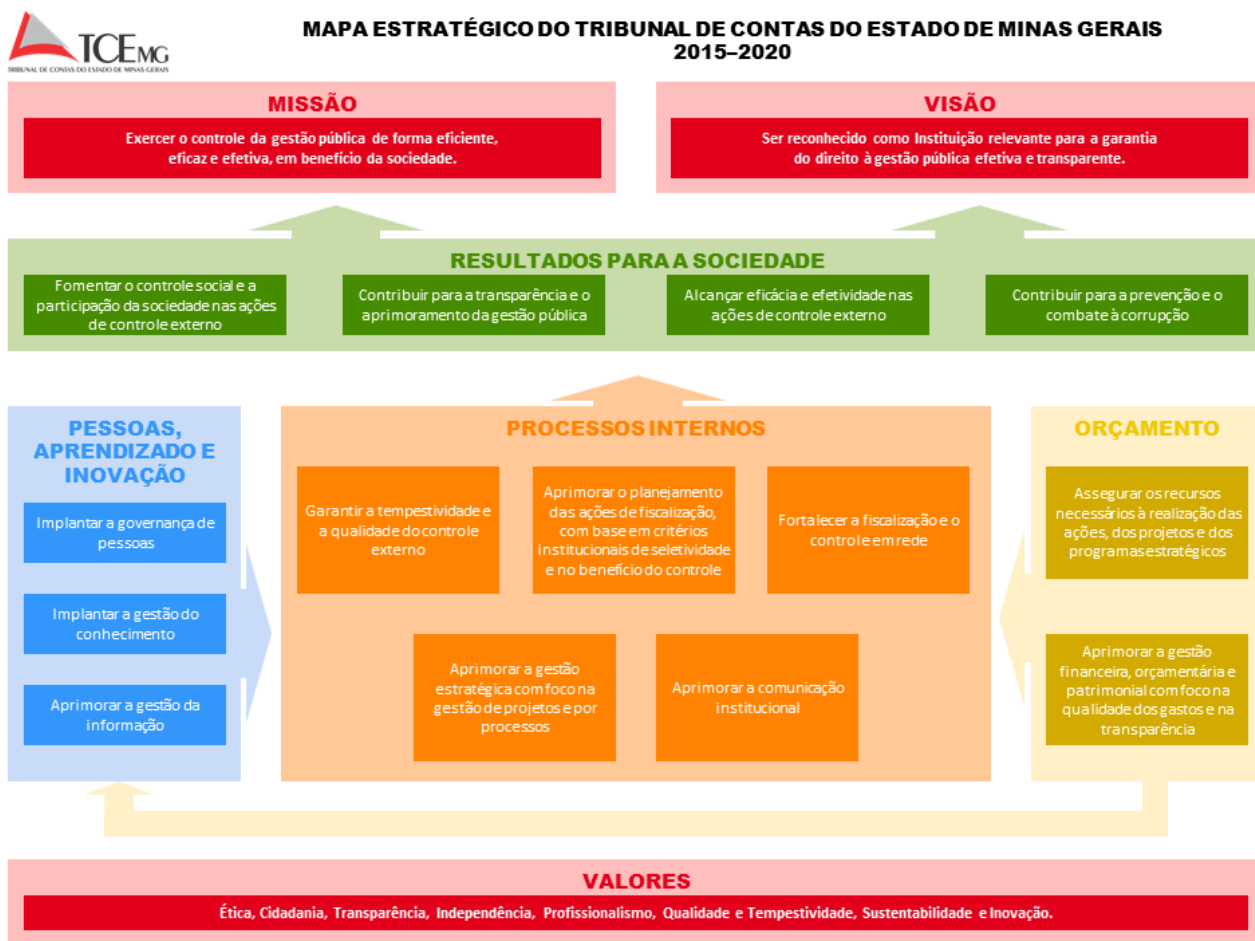 TCEMG
TRIBUNAL DE CONTAS DO ESTADO DE MINAS GERAIS
MAPA ESTRATÉGICO DO TRIBUNAL DE CONTAS DO ESTADO DE MINAS GERAIS
2015–2020
MISSÃO
Exercer o controle da gestão pública de forma eficiente,
eficaz e efetiva, em benefício da sociedade.
VISÃO
Ser reconhecido como Instituição relevante para a garantia
do direito à gestão pública efetiva e transparente.
RESULTADOS PARA A SOCIEDADE
Fomentar o controle social e a
participação da sociedade nas ações
de controle externo
Contribuir para a transparência e o
aprimoramento da gestão pública
Alcançar eficácia e efetividade nas
ações de controle externo
Contribuir para a prevenção e o
combate à corrupção
PESSOAS,
APRENDIZADO E
INOVAÇÃO
Implantar a governança de
pessoas
Implantar a gestão do
conhecimento
Aprimorar a gestão da
informação
PROCESSOS INTERNOS
Garantir a tempestividade e
a qualidade do controle
externo
Aprimorar o planejamento
das ações de fiscalização,
com base em critérios
institucionais de seletividade
e no benefício do controle
Fortalecer a fiscalização e o
controle em rede
Aprimorar a gestão
estratégica com foco na
gestão de projetos e por
processos
Aprimorar a comunicação
institucional
ORÇAMENTO
Assegurar os recursos
necessários à realização das
ações, dos projetos e dos
programas estratégicos
Aprimorar a gestão
financeira, orçamentária e
patrimonial com foco na
qualidade dos gastos e na
transparência
VALORES
Ética, Cidadania, Transparência, Independência, Profissionalismo, Qualidade e Tempestividade, Sustentabilidade e Inovação.